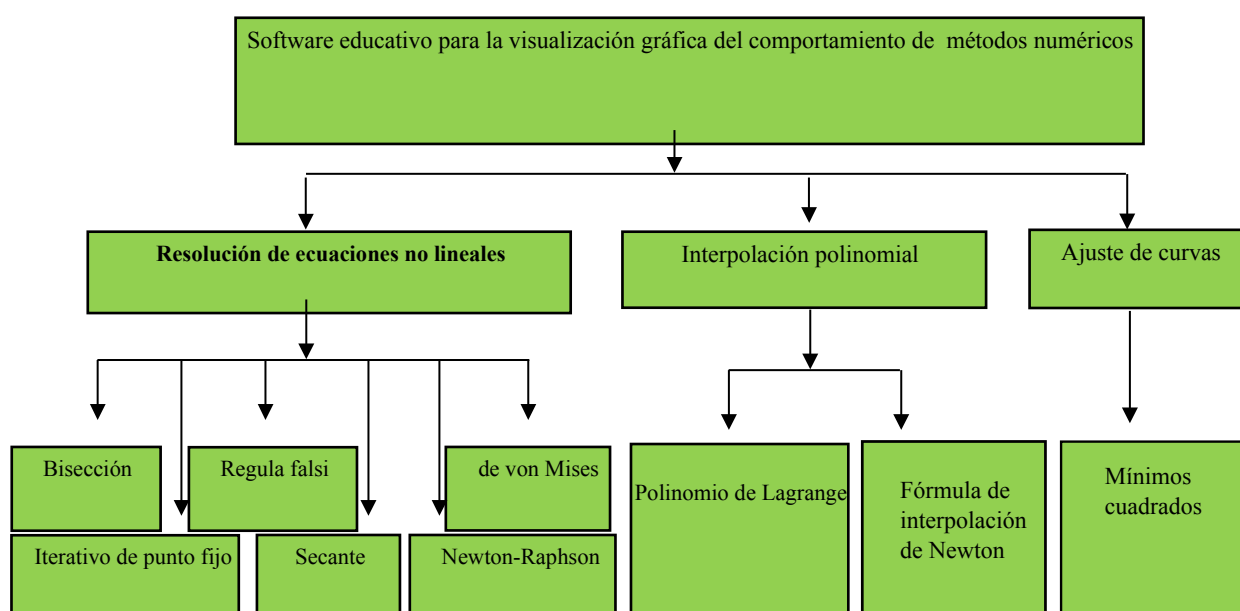 Software educativo para la visualización gráfica del comportamiento de métodos numéricos
Resolución de ecuaciones no lineales
Interpolación polinomial
Ajuste de curvas
Bisección
Regula falsi
de von Mises
Iterativo de punto fijo
Secante
Newton-Raphson
Polinomio de Lagrange
Fórmula de
interpolación
de Newton
Mínimos
cuadrados